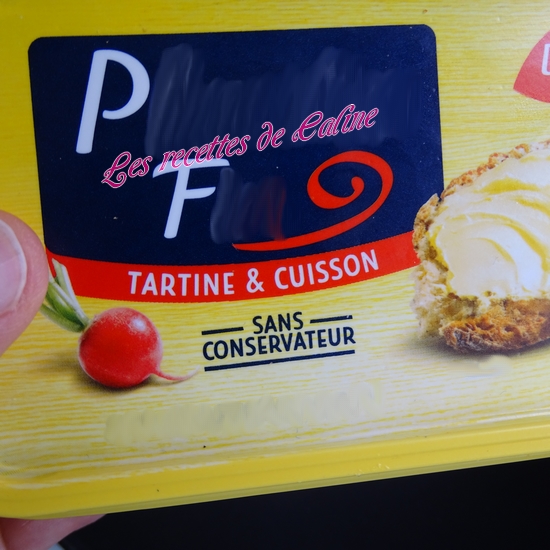 P
Les recettes de Caline
F
TARTINE & CUISSON
SANS
CONSERVATEUR